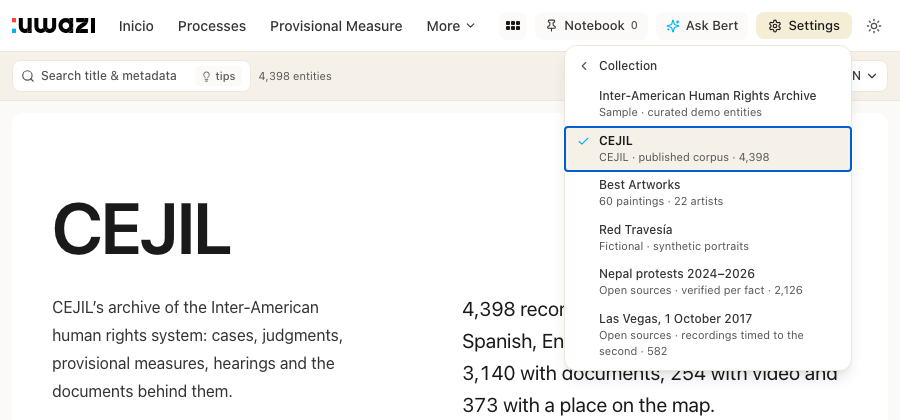 uwazi
Inicio
Processes
Provisional Measure
More
Notebook 0
Ask Bert
Settings
Search title & metadata
tips
4,398 entities
N
Collection
Inter-American Human Rights Archive
Sample · curated demo entities
CEJIL
CEJIL · published corpus · 4,398
Best Artworks
60 paintings · 22 artists
Red Travesía
Fictional · synthetic portraits
Nepal protests 2024–2026
Open sources · verified per fact · 2,126
Las Vegas, 1 October 2017
Open sources · recordings timed to the
second · 582
CEJIL
CEJIL’s archive of the Inter-American
human rights system: cases, judgments,
provisional measures, hearings and the
documents behind them.
4,398
Spanish,
3,140 with documents, 254 with video and
373 with a place on the map.